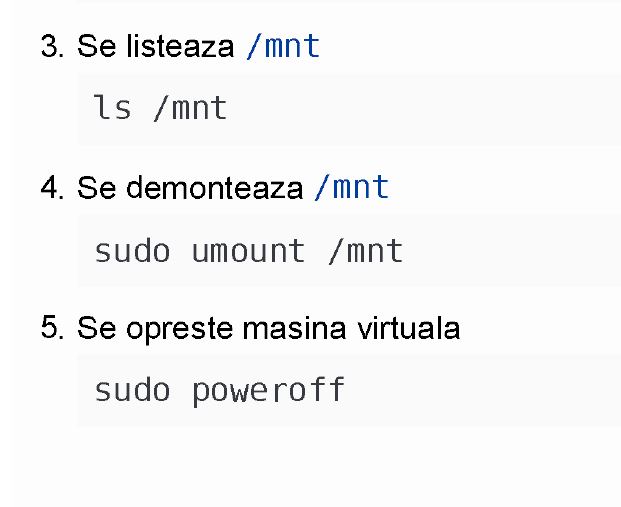 3. Se listeaza /mnt
ls /mnt
4. Se demonteaza /mnt
sudo umount /mnt
5. Se opreste masina virtuala
sudo poweroff